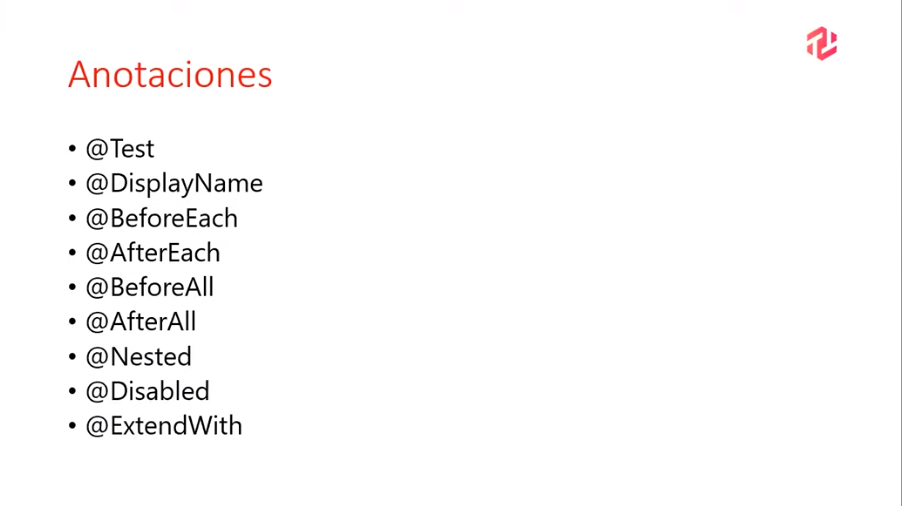 Anotaciones
• @Test
• @DisplayName
• @BeforeEach
• @AfterEach
• @BeforeAll
• @AfterAll
• @Nested
• @Disabled
• @ExtendWith